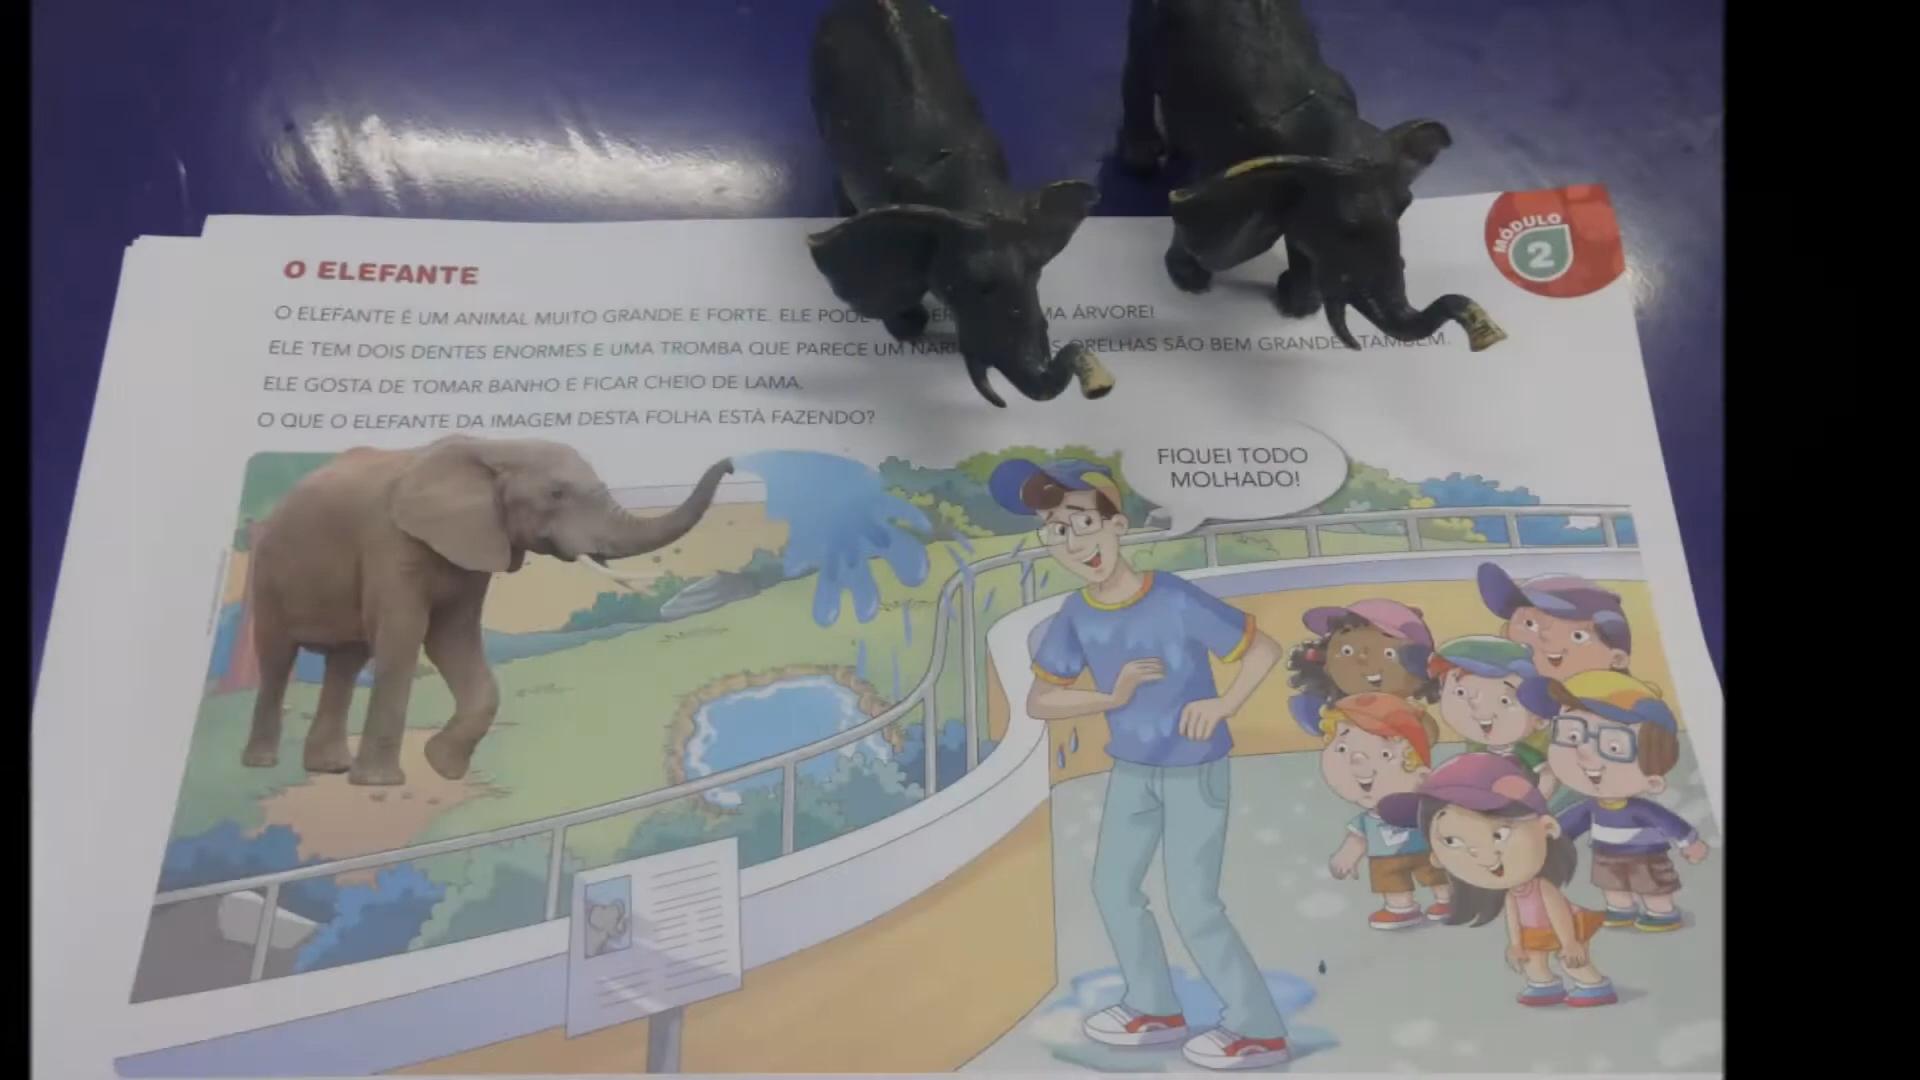 MÓDULO
2
O ELEFANTE
O ELEFANTE É UM ANIMAL MUITO GRANDE E FORTE. ELE PODE MA ÁRVORE!
ELE TEM DOIS DENTES ENORMES E UMA TROMBA QUE PARECE UM ORELHAS SÃO BEM GRANDES TAMBÉM.
ELE GOSTA DE TOMAR BANHO E FICAR CHEIO DE LAMA.
O QUE O ELEFANTE DA IMAGEM DESTA FOLHA ESTÁ FAZENDO?
FIQUEI TODO
MOLHADO!